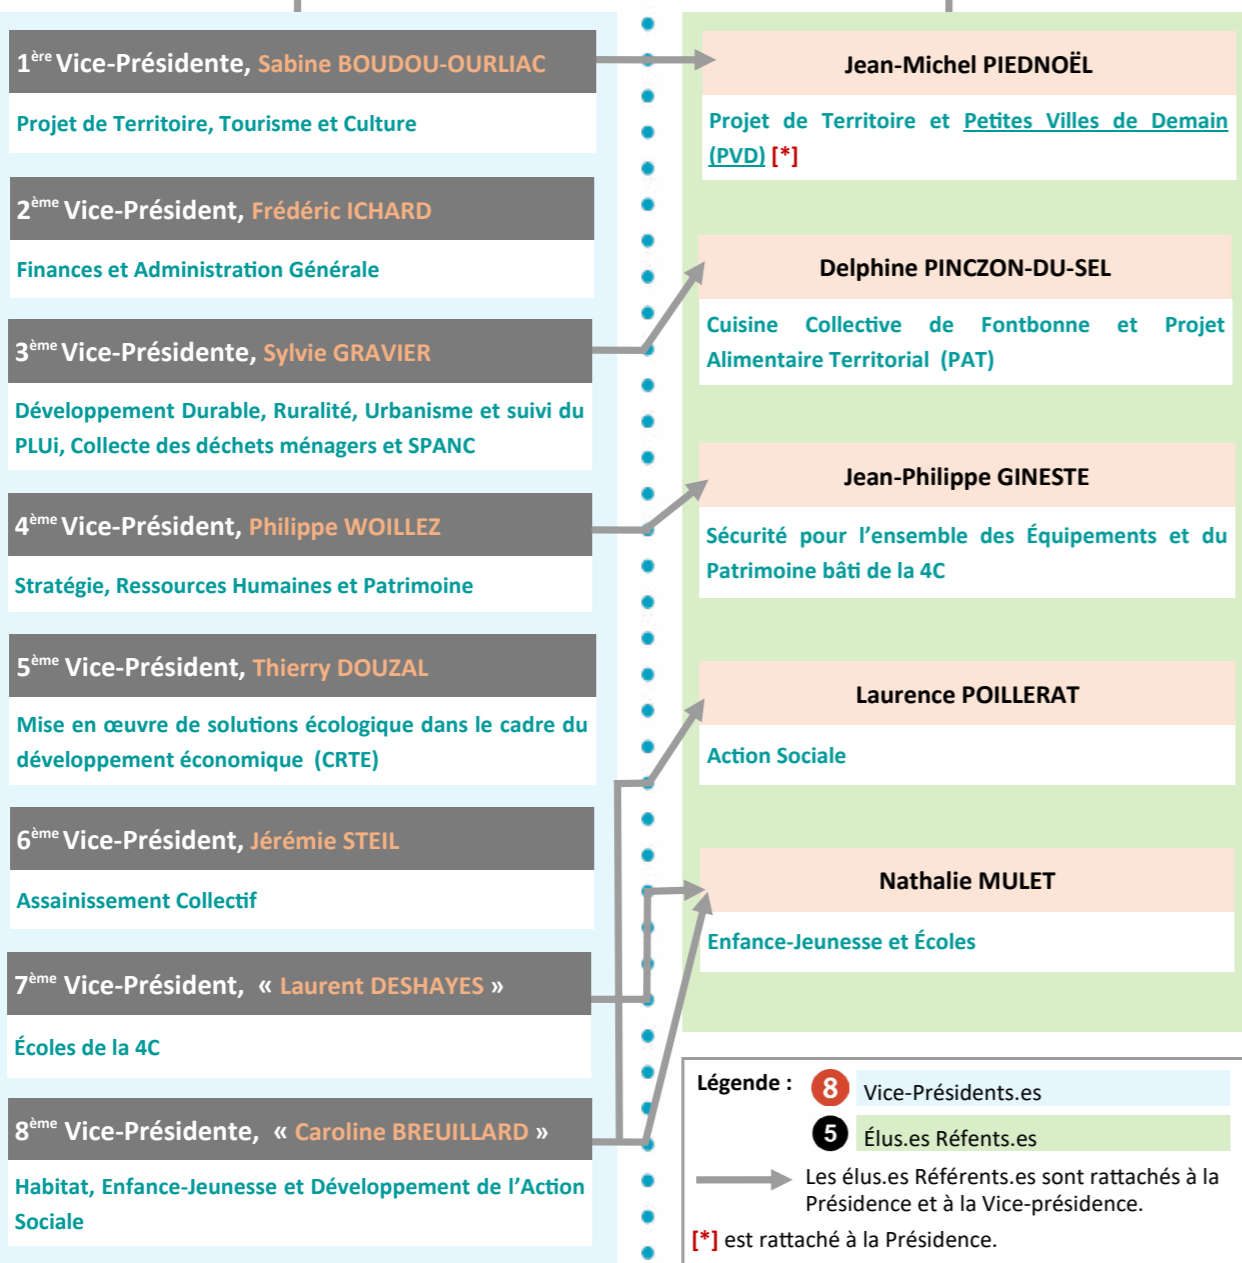 1ère Vice-Présidente, Sabine BOUDOU-OURLIAC
Projet de Territoire, Tourisme et Culture
2ème Vice-Président, Frédéric ICHARD
Finances et Administration Générale
3ème Vice-Présidente, Sylvie GRAVIER
Développement Durable, Ruralité, Urbanisme et suivi du
PLUi, Collecte des déchets ménagers et SPANC
4ème Vice-Président, Philippe WOILLEZ
Stratégie, Ressources Humaines et Patrimoine
5ème Vice-Président, Thierry DOUZAL
Mise en œuvre de solutions écologique dans le cadre du
développement économique (CRTE)
6ème Vice-Président, Jérémie STEIL
Assainissement Collectif
7ème Vice-Président, « Laurent DESHAYES »
Écoles de la 4C
8ème Vice-Présidente, « Caroline BREUILLARD »
Habitat, Enfance-Jeunesse et Développement de l'Action
Sociale
Jean-Michel PIEDNOËL
Projet de Territoire et Petites Villes de Demain
(PVD) [*]
Delphine PINCZON-DU-SEL
Cuisine Collective de Fontbonne et Projet
Alimentaire Territorial (PAT)
Jean-Philippe GINESTE
Sécurité pour l'ensemble des Équipements et du
Patrimoine bâti de la 4C
Laurence POILLERAT
Action Sociale
Nathalie MULET
Enfance-Jeunesse et Écoles
Légende : 8 Vice-Présidents.es
5 Élus.es Réfents.es
Les élus.es Référents.es sont rattachés à la
Présidence et à la Vice-présidence.
[*] est rattaché à la Présidence.